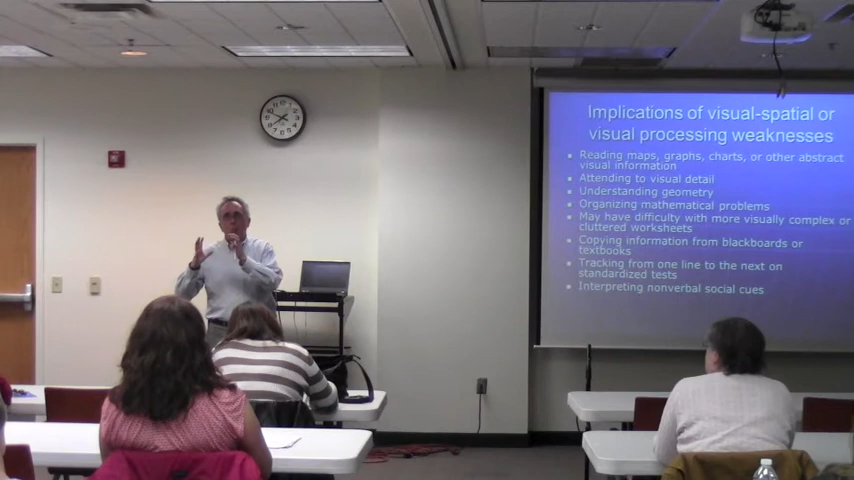 Implications of visual-spatial or
visual processing weaknesses
Reading maps, graphs, charts, or other abstract
visual information
Attending to visual detail
Understanding geometry
Organizing mathematical problems
May have difficulty with more visually complex or
cluttered worksheets
Copying information from blackboards or
textbooks
Tracking from one line to the next on
standardized tests
Interpreting nonverbal social cues